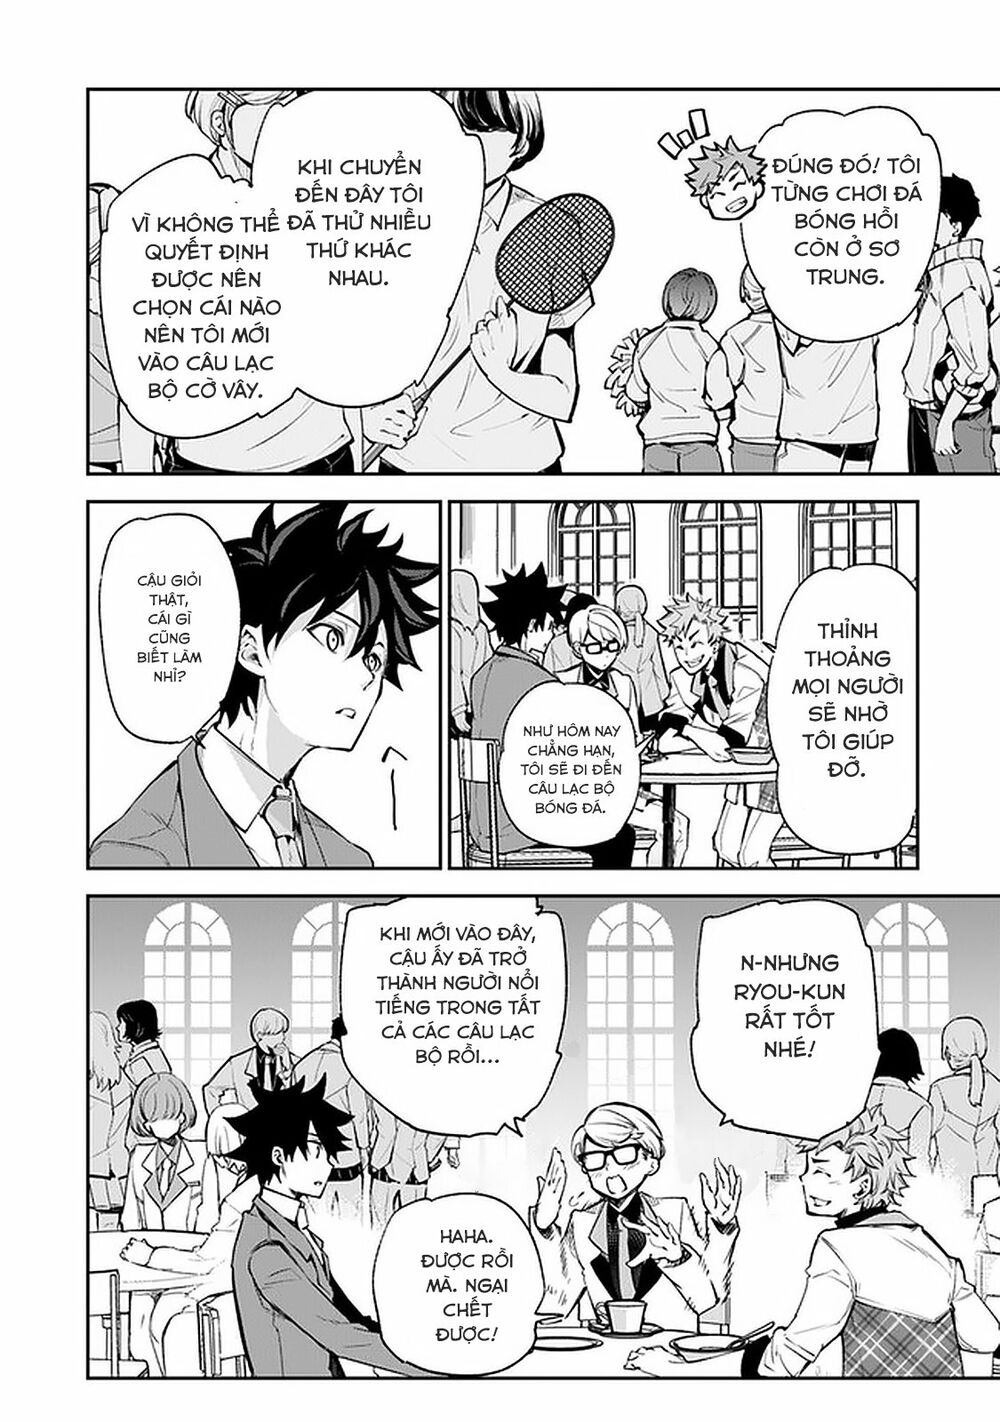 ĐÚNG ĐÓ! TÔI
TỪNG CHƠI ĐÁ
BÓNG HỒI
CÒN Ở SƠ
TRUNG.
KHI CHUYỂN
ĐẾN ĐÂY TÔI
ĐÃ THỬ NHIỀU
THỨ KHÁC
NHAU.
VÌ KHÔNG THỂ
QUYẾT ĐỊNH
ĐƯỢC NÊN
CHỌN CÁI NÀO
NÊN TÔI MỚI
VÀO CÂU LẠC
BỘ CỜ VÂY.
THỈNH
THOẢNG
MỌI NGƯỜI
SẼ NHỜ
TÔI GIÚP
ĐỠ.
NHƯ HÔM NAY
CHẲNG HẠN,
TÔI SẼ ĐI ĐẾN
CÂU LẠC BỘ
BÓNG ĐÁ.
CẬU GIỎI
THẬT,
CÁI GÌ
CŨNG
BIẾT LÀM
NHỈ?
N-NHƯNG
RYOU-KUN
RẤT TỐT
NHÉ!
KHI MỚI VÀO ĐÂY,
CẬU ẤY ĐÃ TRỞ
THÀNH NGƯỜI NỔI
TIẾNG TRONG TẤT
CẢ CÁC CÂU LẠC
BỘ RỒI...
HAHA.
ĐƯỢC RỒI
MÀ. NGẠI
CHẾT
ĐƯỢC!